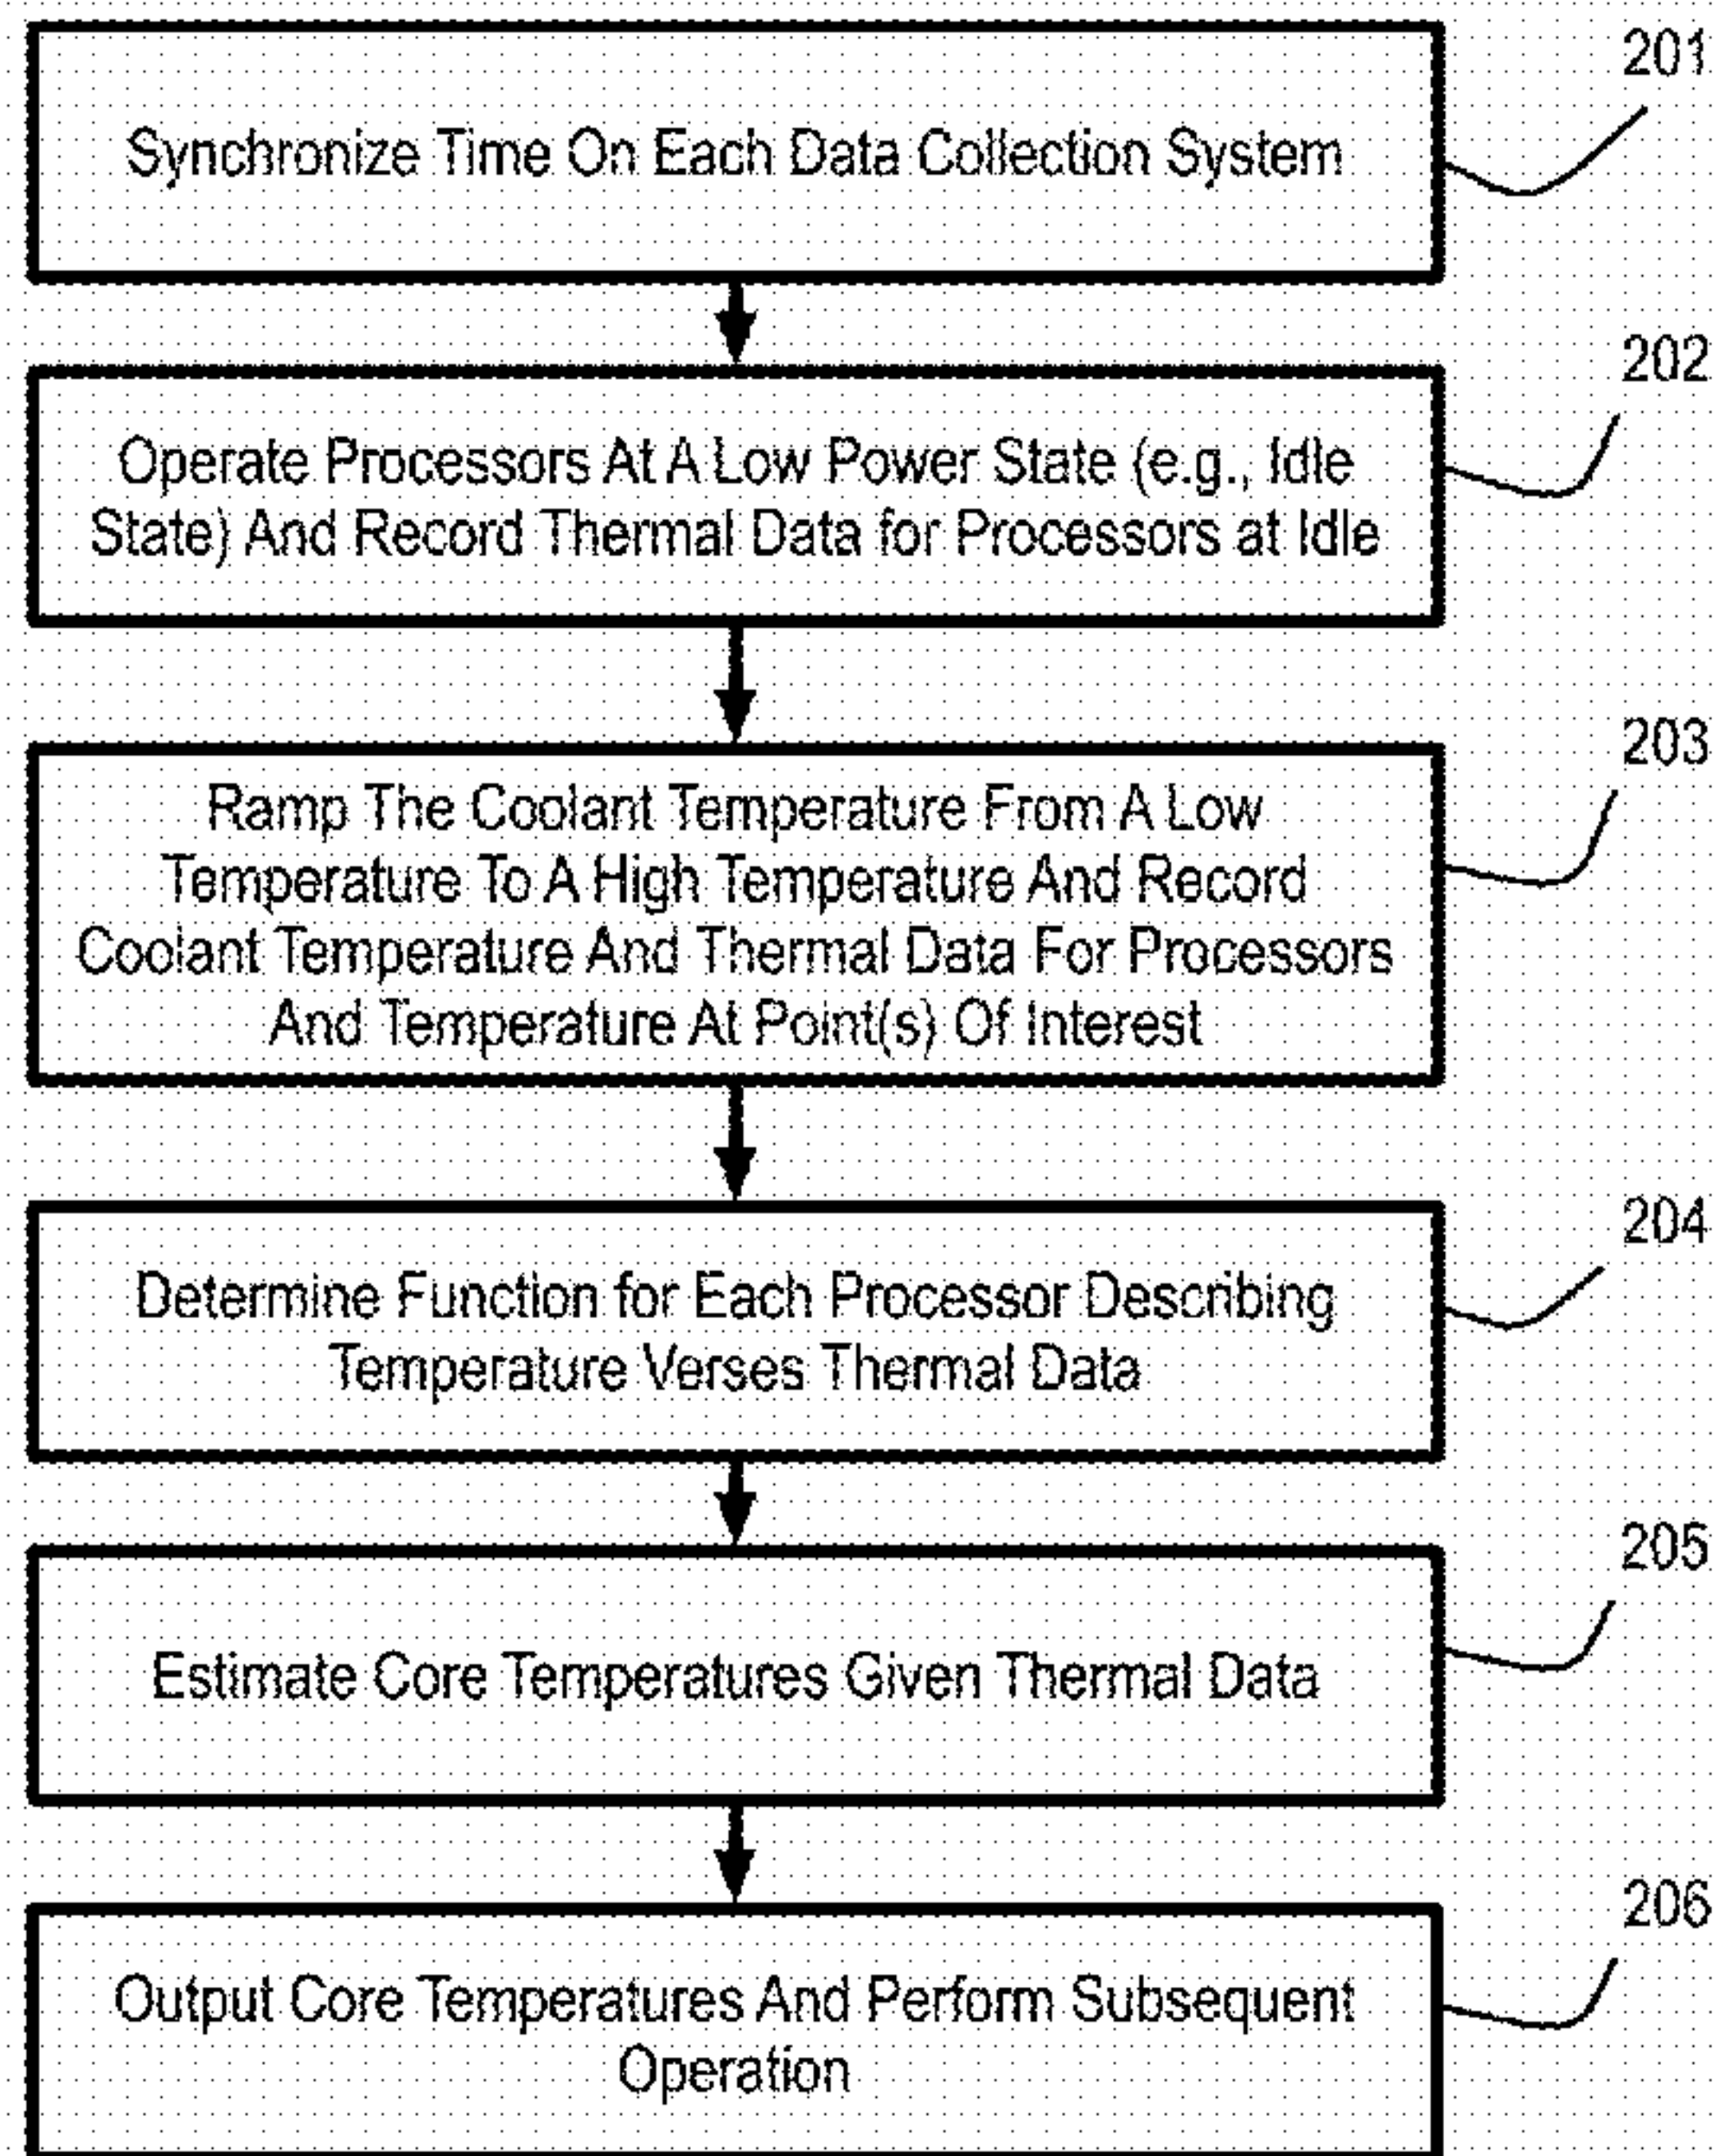 201
Synchronize Time On Each Data Collection System
202
Operate Processors At A Low Power State (e.g., Idle
State) And Record Thermal Data for Processors at Idle
203
Ramp The Coolant Temperature From A Low
Temperature To A High Temperature And Record
Coolant Temperature And Thermal Data For Processors
And Temperature At Point(s) Of Interest
204
Determine Function for Each Processor Describing
Temperature Verses Thermal Data
205
Estimate Core Temperatures Given Thermal Data
206
Output Core Temperatures And Perform Subsequent
Operation